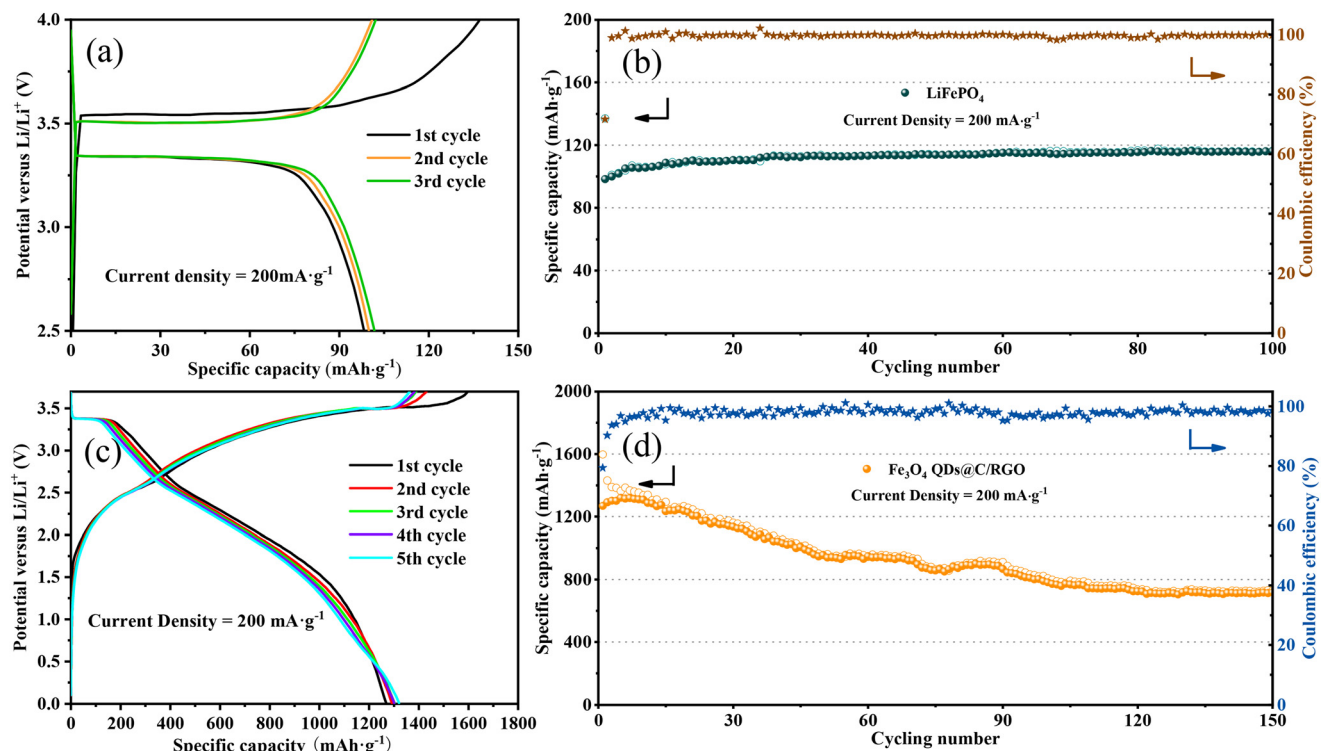 (a)
4.0
3.5
3.0
2.5
Potential versus Li/Li⁺ (V)
1st cycle
2nd cycle
3rd cycle
Current density = 200mA·g⁻¹
0 30 60 90 120 150
Specific capacity (mAh·g⁻¹)
(b)
200
160
120
80
40
0
Specific capacity (mAh·g⁻¹)
LiFePO₄
Current Density = 200 mA·g⁻¹
100
80
60
40
20
0
Coulombic efficiency (%)
0 20 40 60 80 100
Cycling number
(c)
3.5
3.0
2.5
2.0
1.5
1.0
0.5
0.0
Potential versus Li/Li⁺ (V)
1st cycle
2nd cycle
3rd cycle
4th cycle
5th cycle
Current Density = 200 mA·g⁻¹
0 200 400 600 800 1000 1200 1400 1600 1800
Specific capacity (mAh·g⁻¹)
(d)
2000
1600
1200
800
400
0
Specific capacity (mAh·g⁻¹)
Fe₃O₄ QDs@C/RGO
Current Density = 200 mA·g⁻¹
100
80
60
40
20
0
Coulombic efficiency (%)
0 30 60 90 120 150
Cycling number